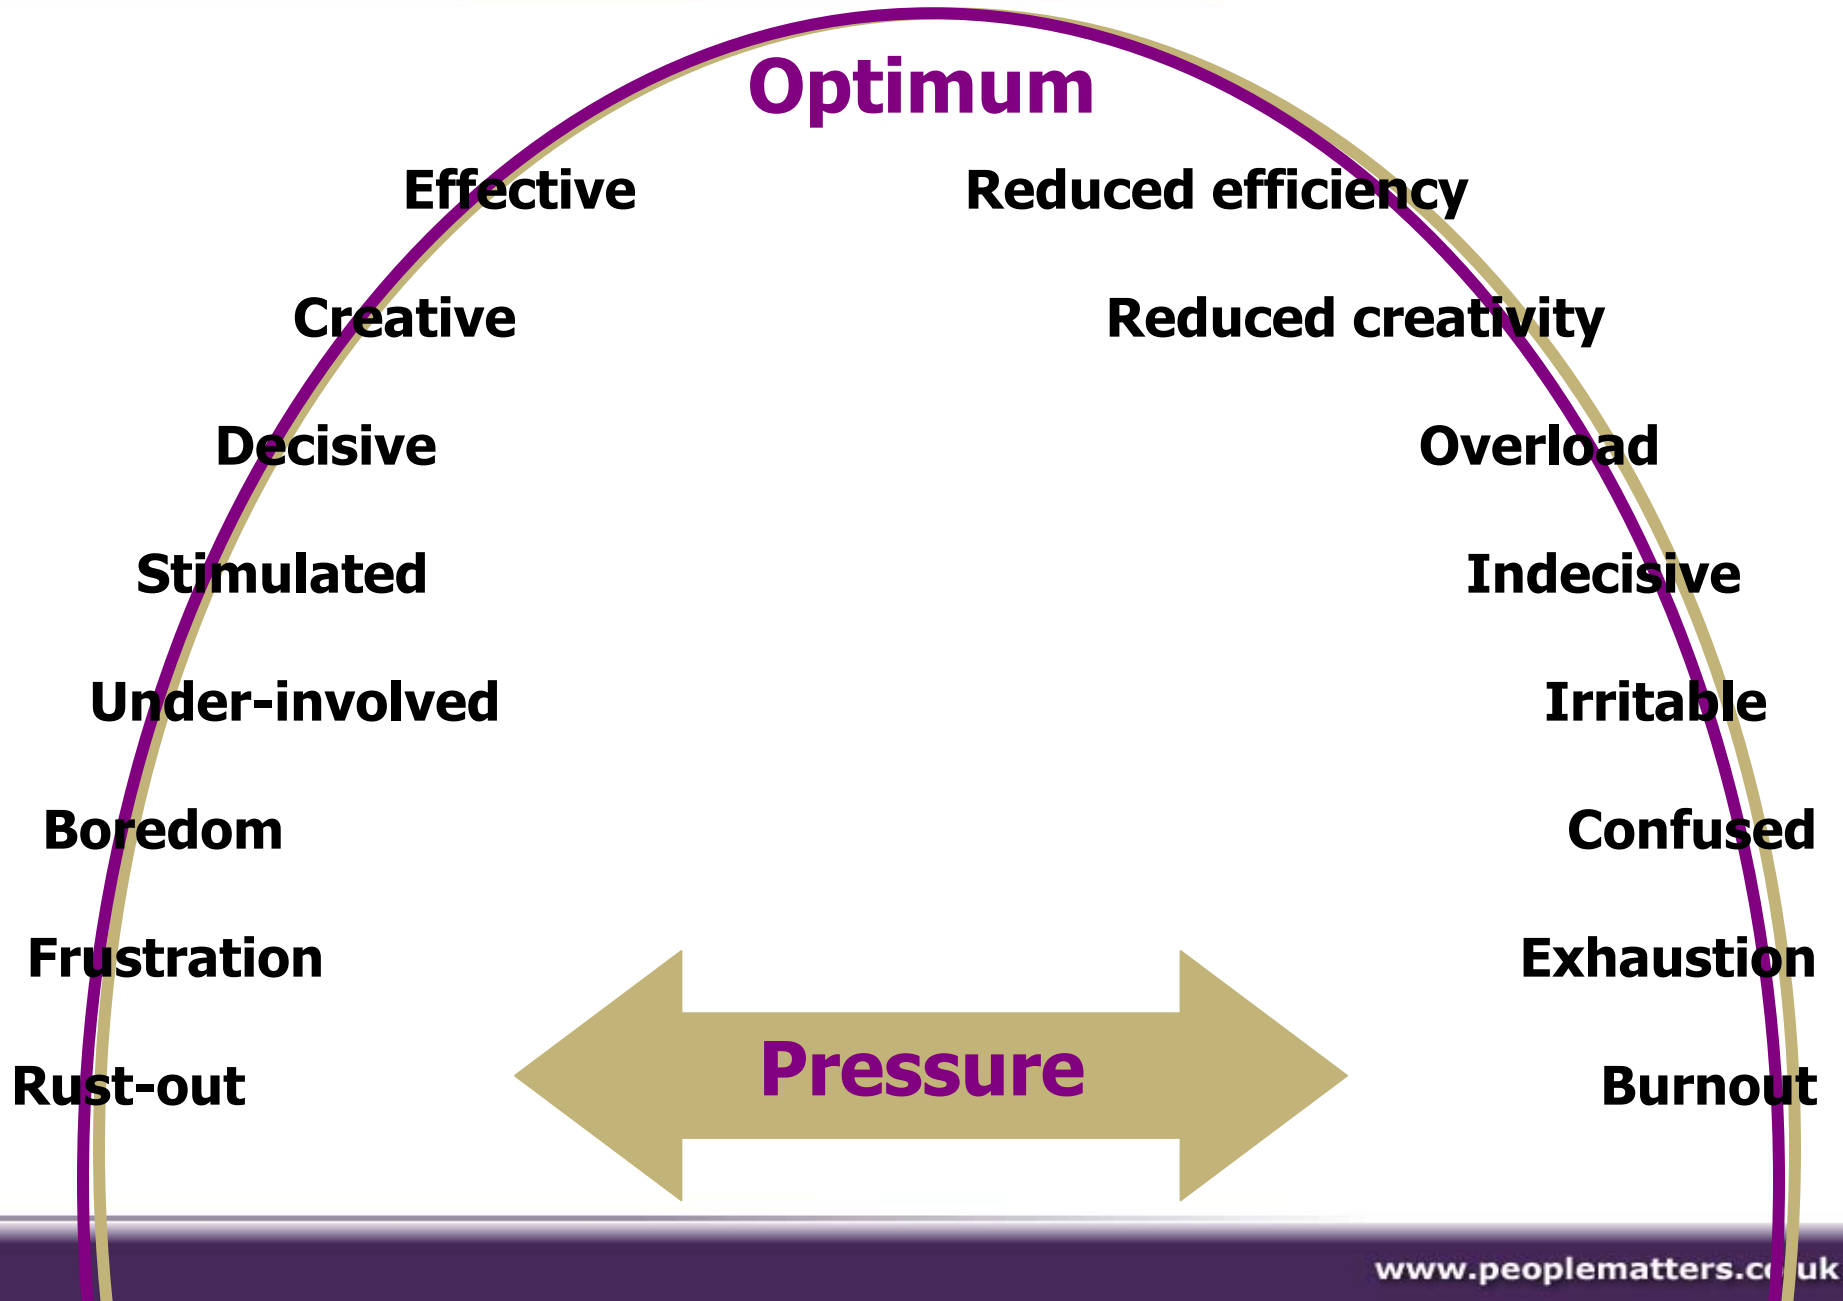 Optimum
Effective Reduced efficiency
Creative Reduced creativity
Decisive Overload
Stimulated Indecisive
Under-involved Irritable
Boredom Confused
Frustration Exhaustion
Pressure
Rust-out Burnout
www.peoplematters.co.uk